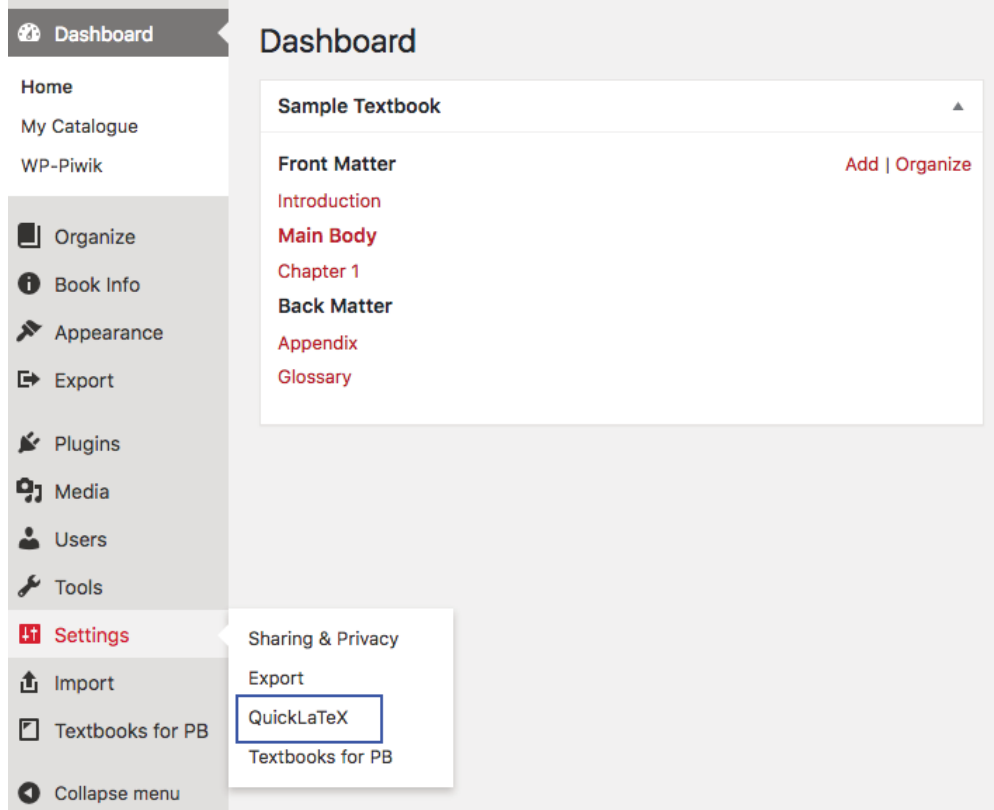 Dashboard
Home
My Catalogue
WP-Piwik
Organize
Book Info
Appearance
Export
Plugins
Media
Users
Tools
Settings
Import
Textbooks for PB
Collapse menu
Sharing & Privacy
Export
QuickLaTeX
Textbooks for PB
Dashboard
Sample Textbook
Front Matter
Add | Organize
Introduction
Main Body
Chapter 1
Back Matter
Appendix
Glossary